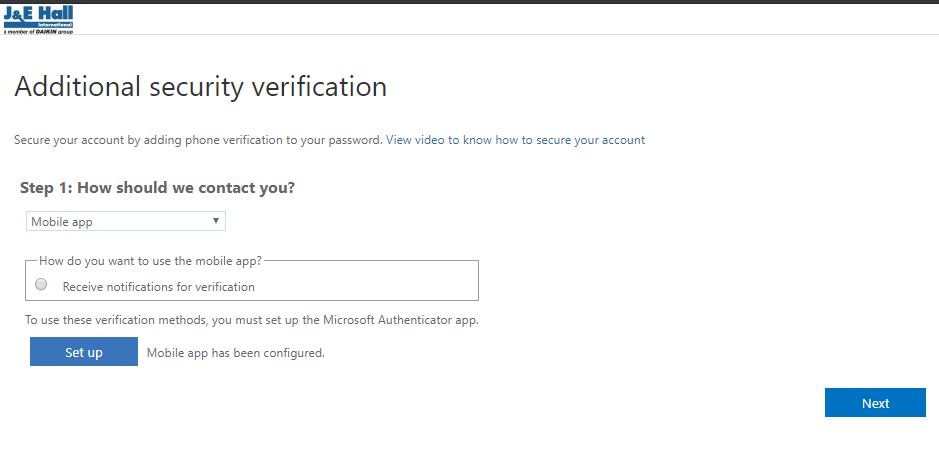 J&E Hall
International
a member of DAIKIN group
Additional security verification
Secure your account by adding phone verification to your password. View video to know how to secure your account
Step 1: How should we contact you?
Mobile app
How do you want to use the mobile app?
Receive notifications for verification
To use these verification methods, you must set up the Microsoft Authenticator app.
Set up Mobile app has been configured.
Next